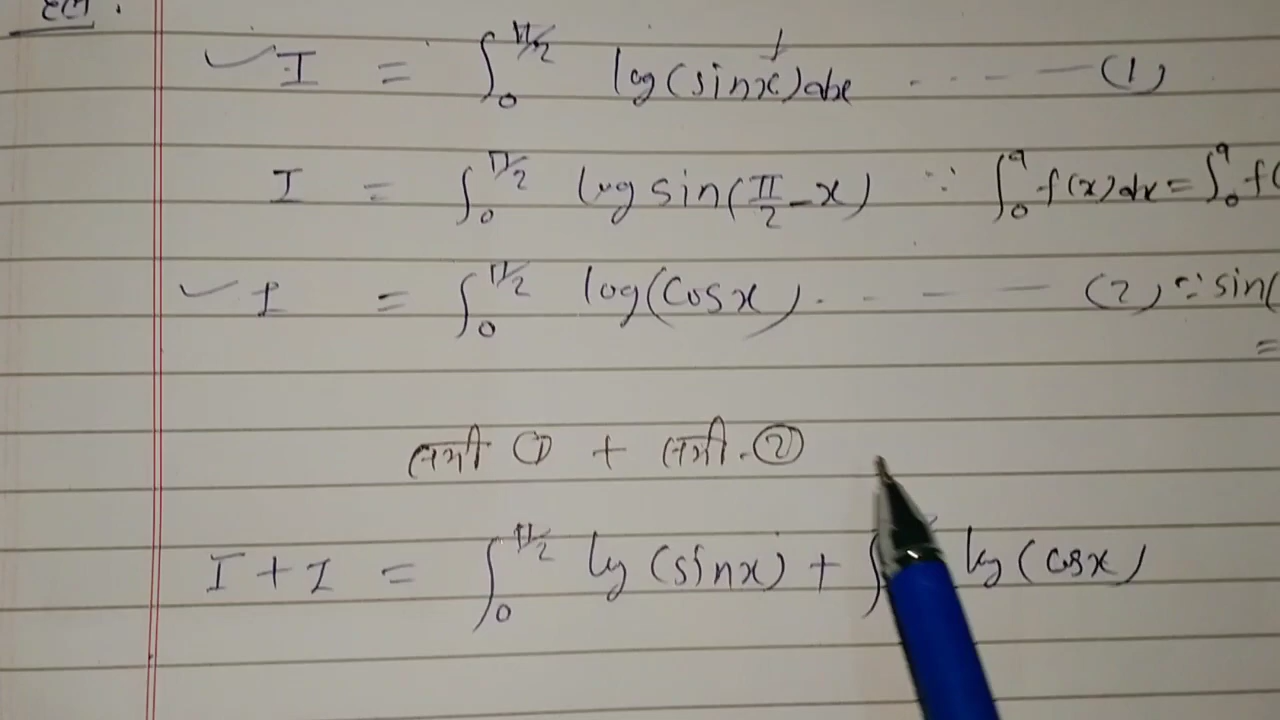 हल :
I = ∫₀^π/2 log(sinx)dx ..... (1)
I = ∫₀^π/2 log sin(π/2 - x) ∵ ∫₀^a f(x)dx = ∫₀^a f(
I = ∫₀^π/2 log(cosx) ..... (2) ∵ sin(
=
समी ① + समी.②
I + I = ∫₀^π/2 log(sinx) + ∫ log(cosx)